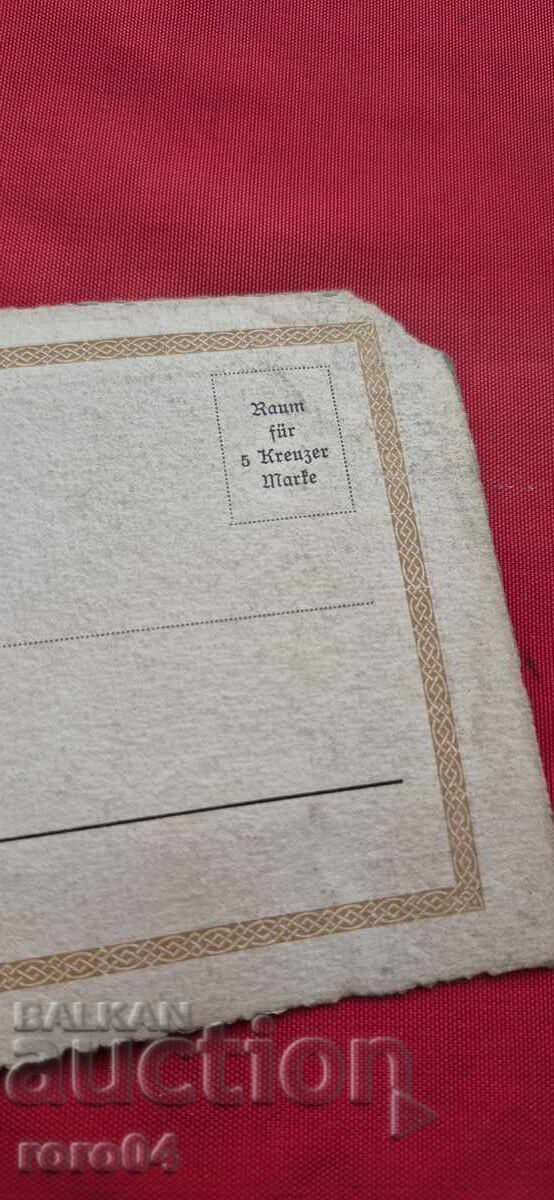 Raum
für
5 Kreuzer
Marke
BALKAN
auction
roro04